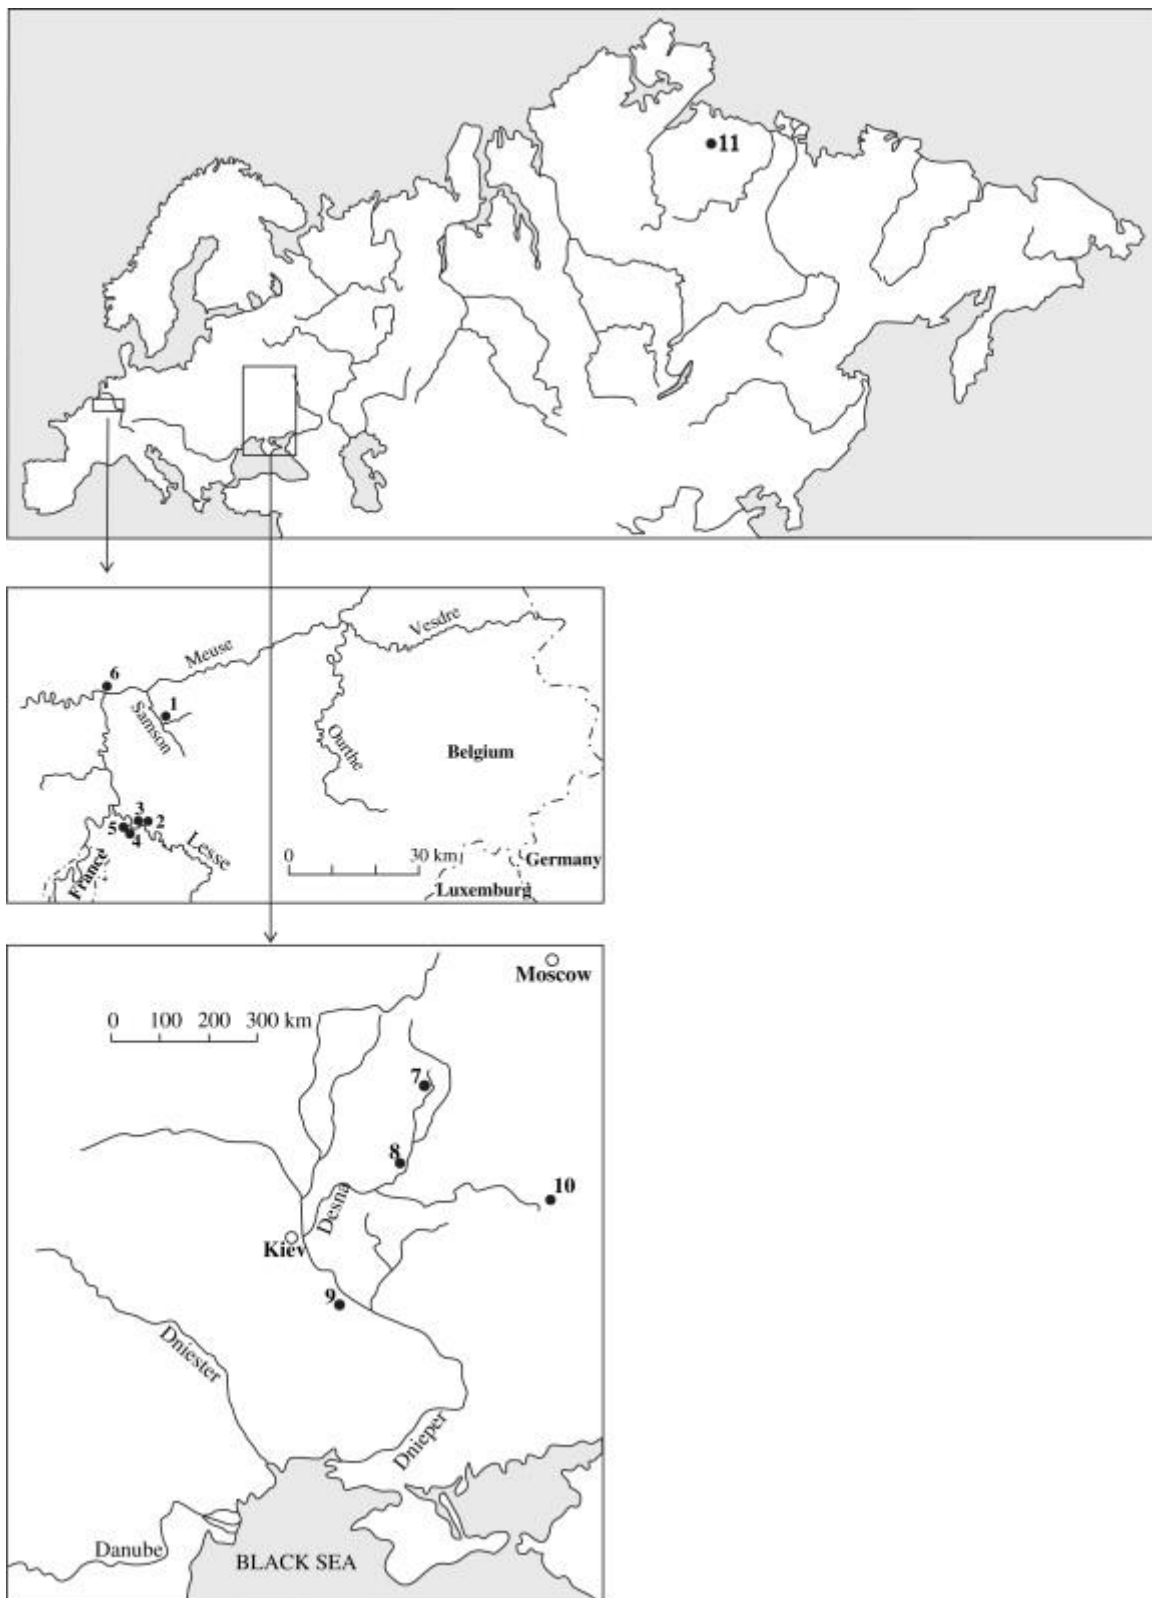 11
Vesdre
Meuse
6
1
Samson
Ourthe
Belgium
3
2
5
4
Lesse
France
0 30 km
Germany
Luxemburg
Moscow
0 100 200 300 km
7
8
10
Desna
Kiev
9
Dniester
Dnieper
Danube
BLACK SEA